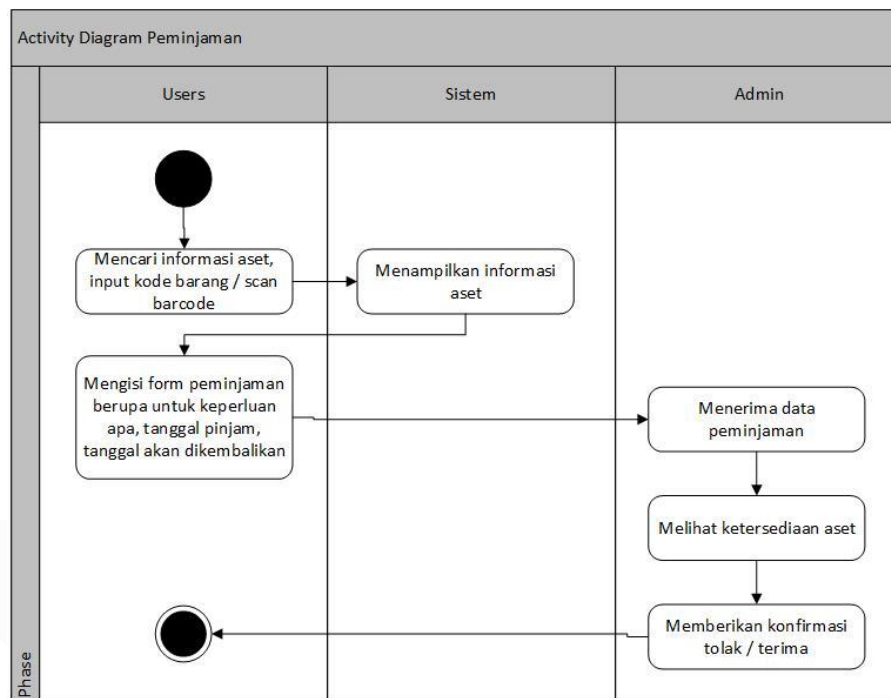 Activity Diagram Peminjaman
Users
Sistem
Admin
Mencari informasi aset,
input kode barang / scan
barcode
Menampilkan informasi
aset
Mengisi form peminjaman
berupa untuk keperluan
apa, tanggal pinjam,
tanggal akan dikembalikan
Menerima data
peminjaman
Melihat ketersediaan aset
Memberikan konfirmasi
tolak / terima
Phase